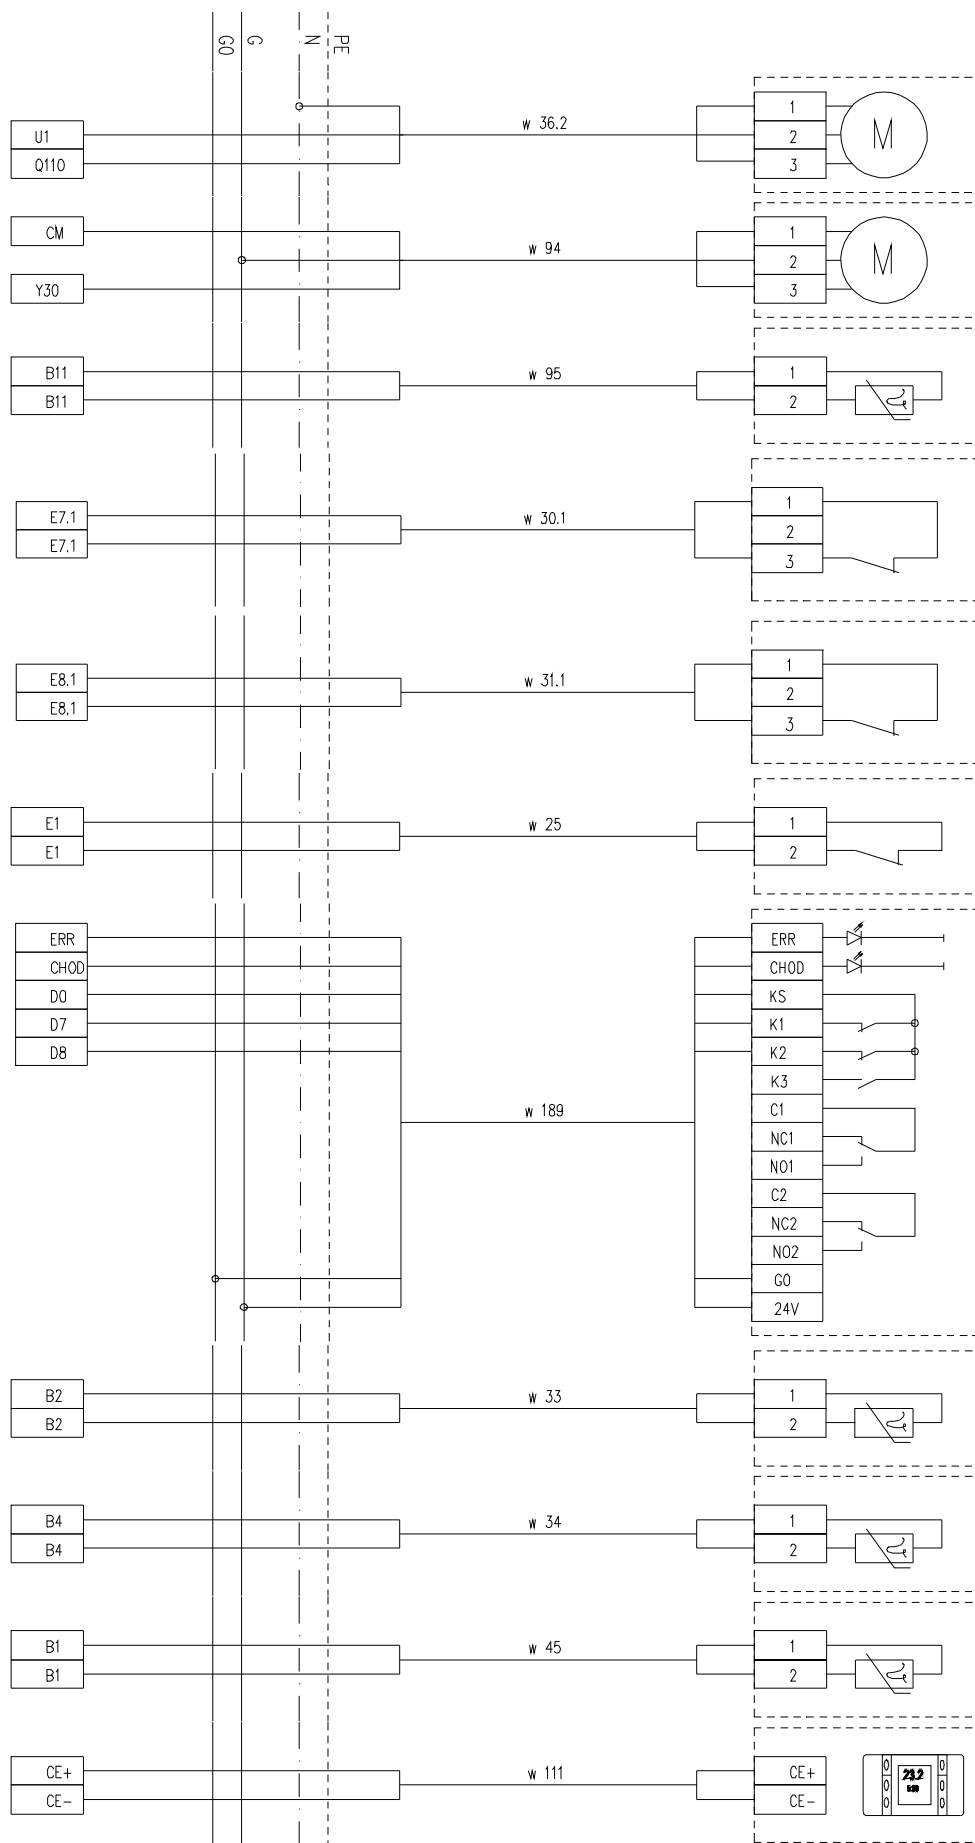 G0 G N PE
U1
Q110
w 36.2
1
2
3
M
CM
Y30
w 94
1
2
3
M
B11
B11
w 95
1
2
E7.1
E7.1
w 30.1
1
2
3
E8.1
E8.1
w 31.1
1
2
3
E1
E1
w 25
1
2
ERR
CHOD
D0
D7
D8
w 189
ERR
CHOD
KS
K1
K2
K3
C1
NC1
NO1
C2
NC2
NO2
G0
24V
B2
B2
w 33
1
2
B4
B4
w 34
1
2
B1
B1
w 45
1
2
CE+
CE-
w 111
CE+
CE-
23.2